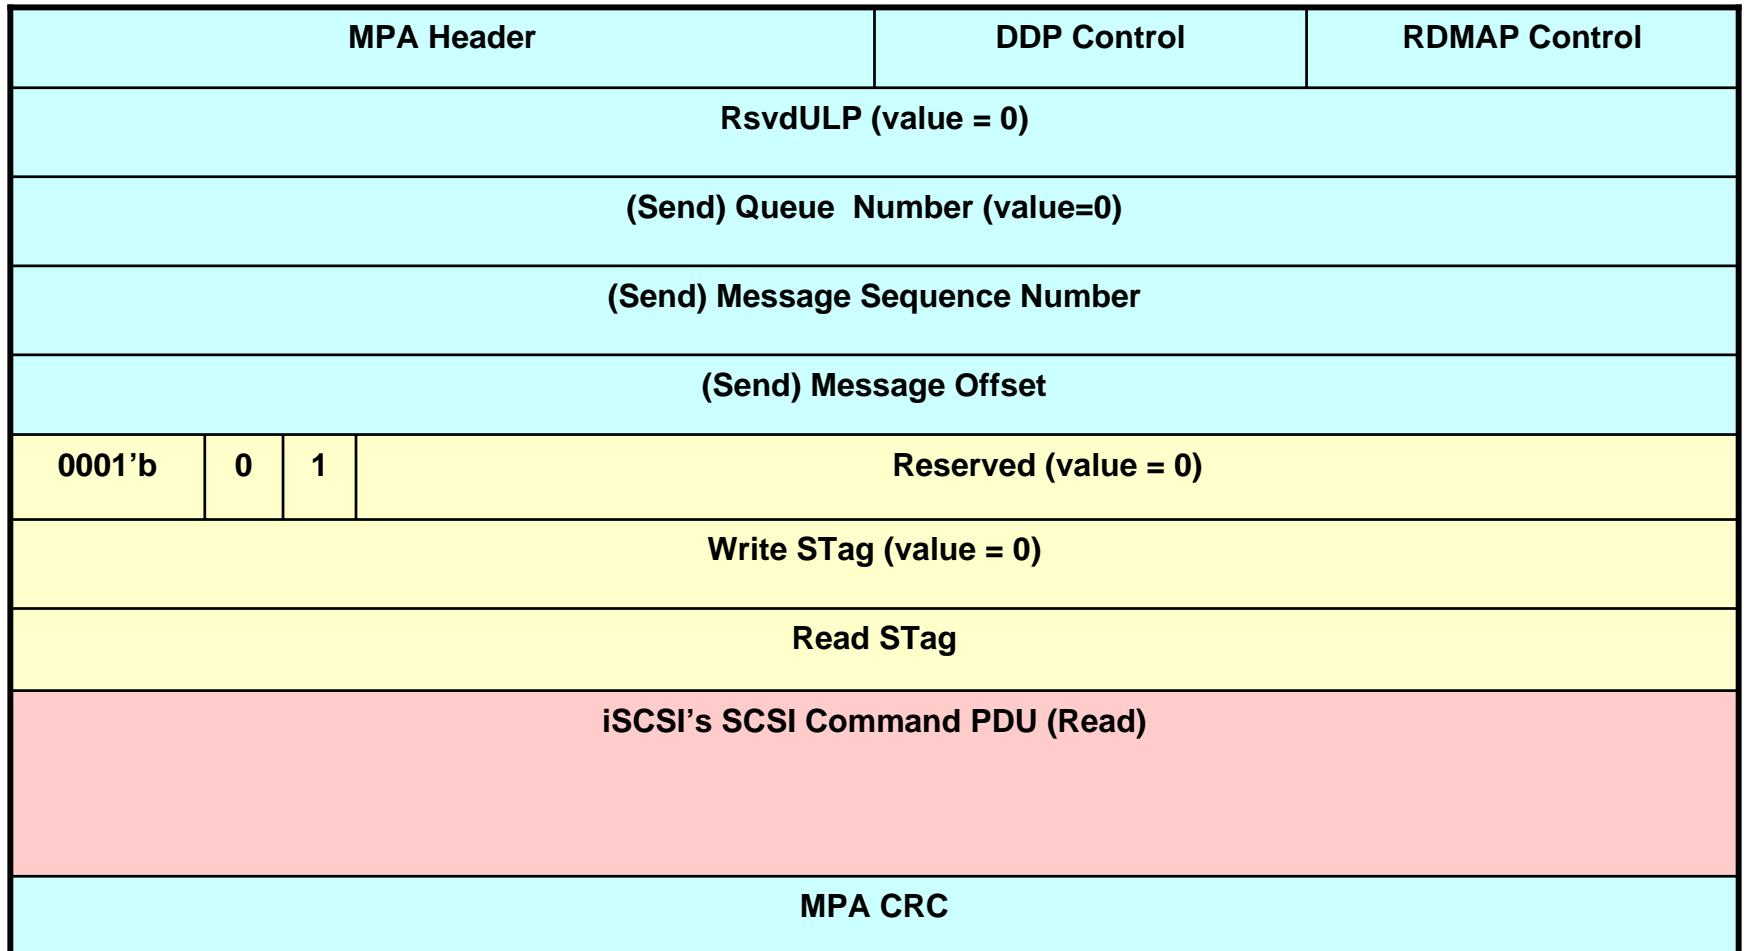 MPA Header DDP Control RDMAP Control
RsvdULP (value = 0)
(Send) Queue  Number (value=0)
(Send) Message Sequence Number
(Send) Message Offset
0001’b 0 1 Reserved (value = 0)
Write STag (value = 0)
Read STag
iSCSI’s SCSI Command PDU (Read)
MPA CRC